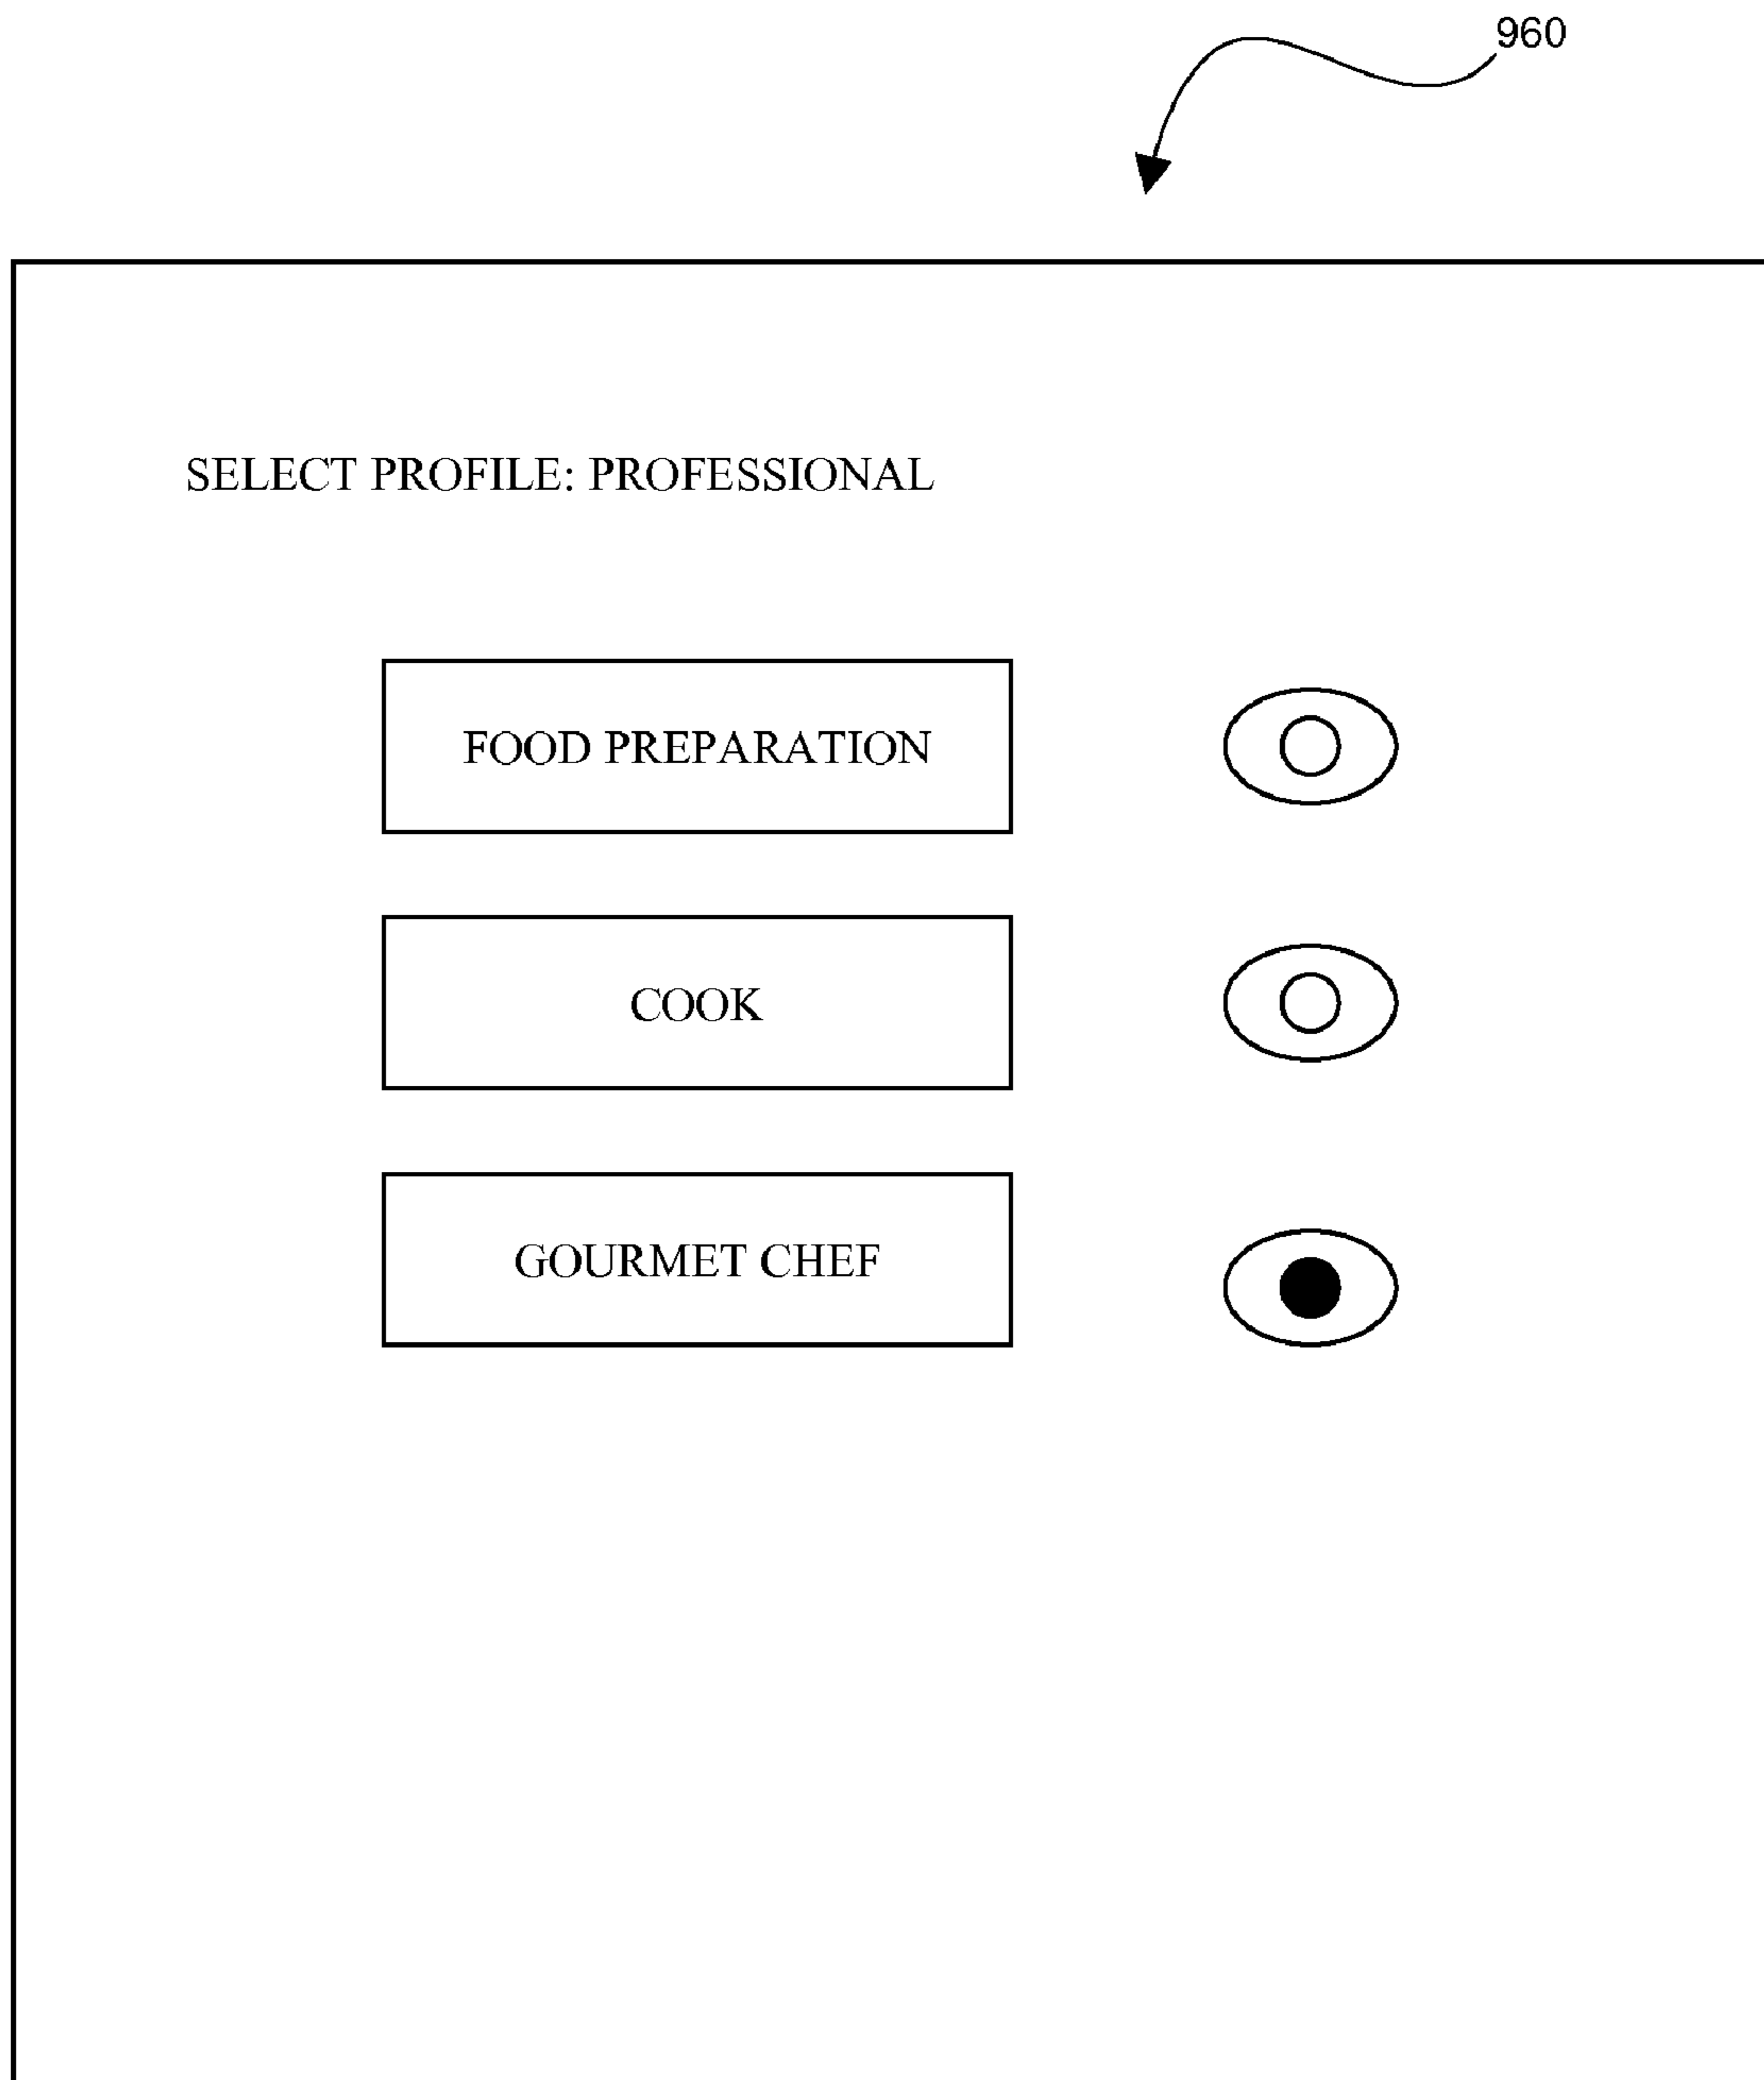 960
SELECT PROFILE: PROFESSIONAL
FOOD PREPARATION
COOK
GOURMET CHEF